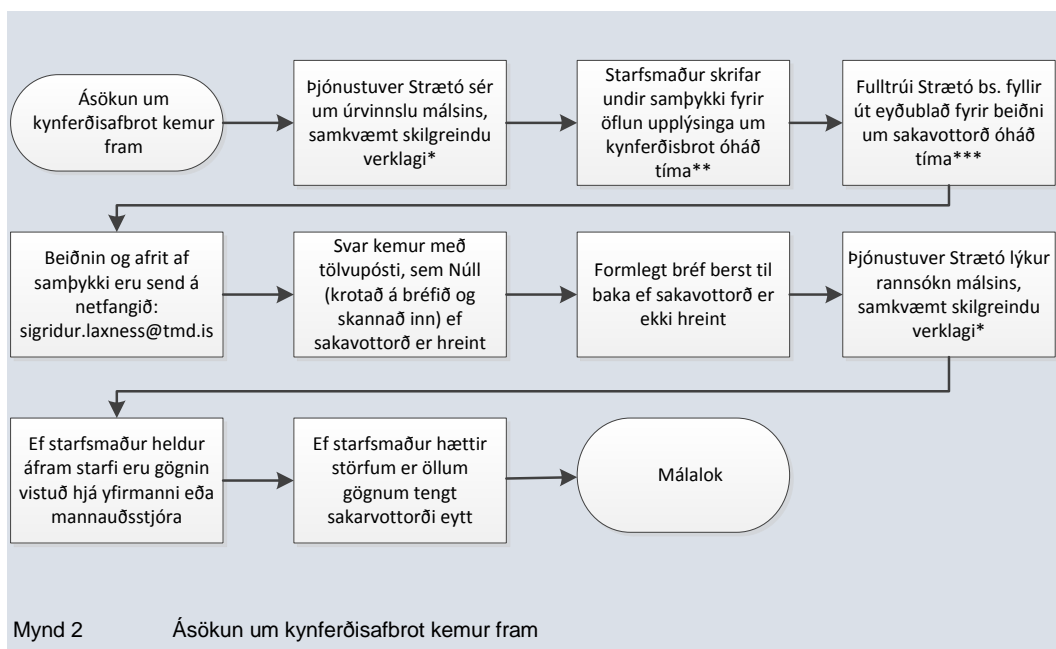 Ásökun um
kynferðisafbrot kemur
fram
Þjónustuver Strætó sér
um úrvinnslu málsins,
samkvæmt skilgreindu
verklagi*
Starfsmaður skrifar
undir samþykki fyrir
öflun upplýsinga um
kynferðisbrot óháð
tíma**
Fulltrúi Strætó bs. fyllir
út eyðublað fyrir beiðni
um sakavottorð óháð
tíma***
Beiðnin og afrit af
samþykki eru send á
netfangið:
sigridur.laxness@tmd.is
Svar kemur með
tölvupósti, sem Núll
(krotað á bréfið og
skannað inn) ef
sakavottorð er hreint
Formlegt bréf berst til
baka ef sakavottorð er
ekki hreint
Þjónustuver Strætó lýkur
rannsókn málsins,
samkvæmt skilgreindu
verklagi*
Ef starfsmaður heldur
áfram starfi eru gögnin
vistuð hjá yfirmanni eða
mannauðsstjóra
Ef starfsmaður hættir
störfum er öllum
gögnum tengt
sakarvottorði eytt
Málalok
Mynd 2 Ásökun um kynferðisafbrot kemur fram